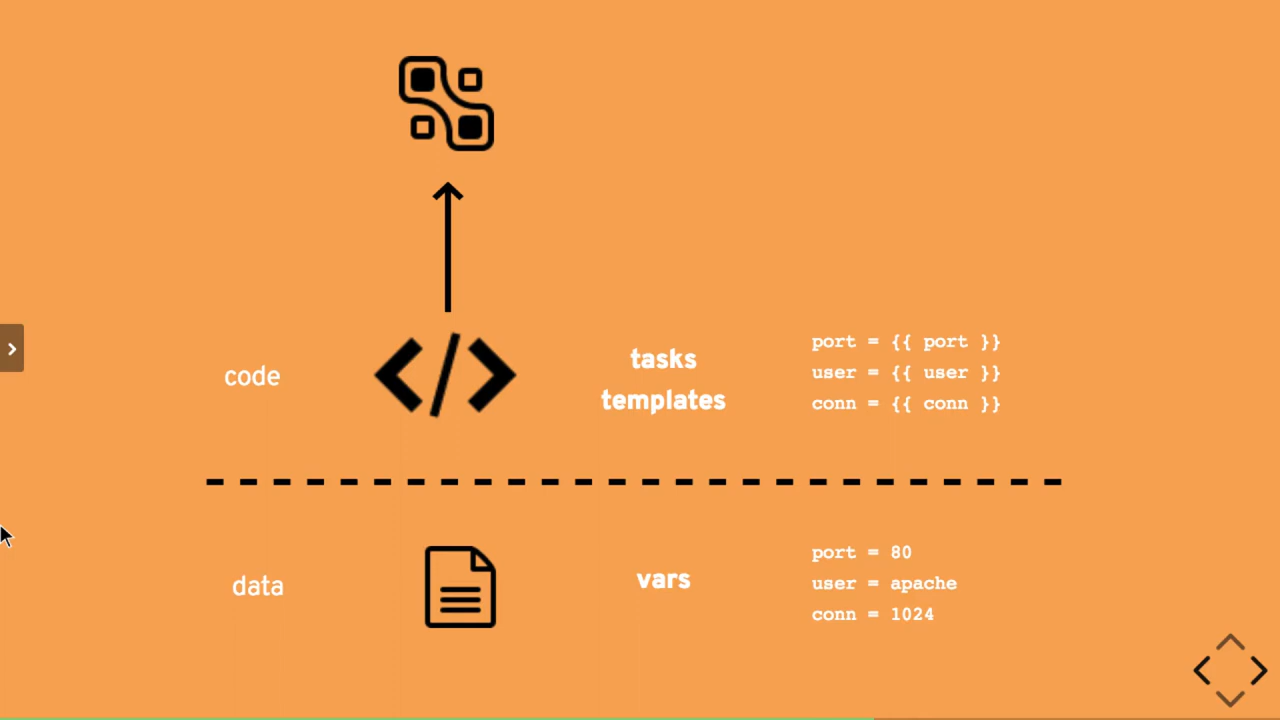 code
tasks
templates
port = {{ port }}
user = {{ user }}
conn = {{ conn }}
data
vars
port = 80
user = apache
conn = 1024